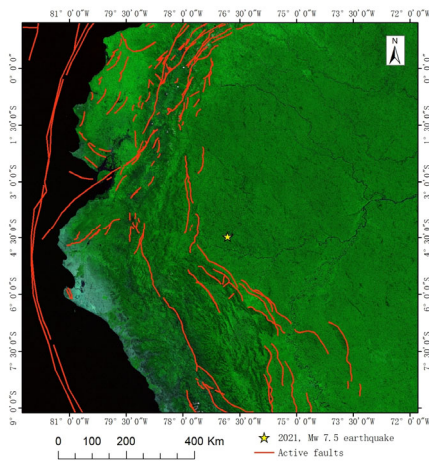 81° 0′0″W 79° 30′0″W 78° 0′0″W 76° 30′0″W 75° 0′0″W 73° 30′0″W 72° 0′0″W
N
0° 0′0″ 0° 0′0″
1° 30′0″S 1° 30′0″S
3° 0′0″S 3° 0′0″S
4° 30′0″S 4° 30′0″S
6° 0′0″S 6° 0′0″S
7° 30′0″S 7° 30′0″S
9° 0′0″S 9° 0′0″S
81° 0′0″W 79° 30′0″W 78° 0′0″W 76° 30′0″W 75° 0′0″W 73° 30′0″W 72° 0′0″W
2021, Mw 7.5 earthquake
0 100 200 400 Km
Active faults